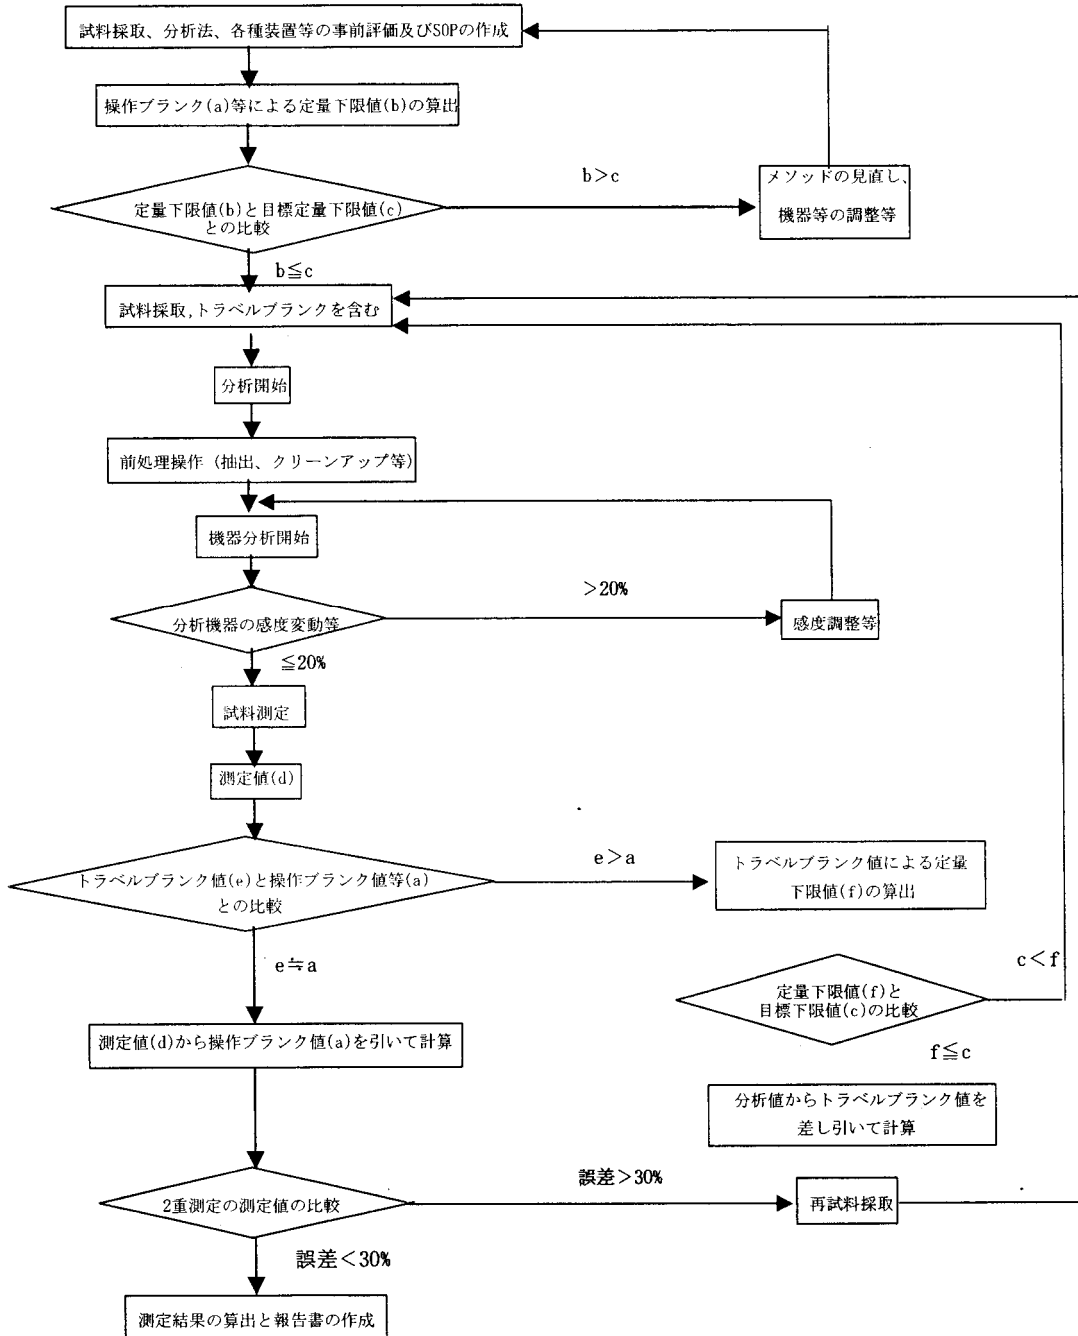 試料採取、分析法、各種装置等の事前評価及びSOPの作成
操作ブランク(a)等による定量下限値(b)の算出
b>c
メソッドの見直し、
機器等の調整等
定量下限値(b)と目標定量下限値(c)
との比較
b≦c
試料採取,トラベルブランクを含む
分析開始
前処理操作（抽出、クリーンアップ等）
機器分析開始
>20%
分析機器の感度変動等
感度調整等
≦20%
試料測定
測定値(d)
e>a
トラベルブランク値(e)と操作ブランク値等(a)
との比較
トラベルブランク値による定量
下限値(f)の算出
e≒a
c<f
定量下限値(f)と
目標下限値(c)の比較
測定値(d)から操作ブランク値(a)を引いて計算
f≦c
分析値からトラベルブランク値を
差し引いて計算
誤差>30%
2重測定の測定値の比較
再試料採取
誤差<30%
測定結果の算出と報告書の作成